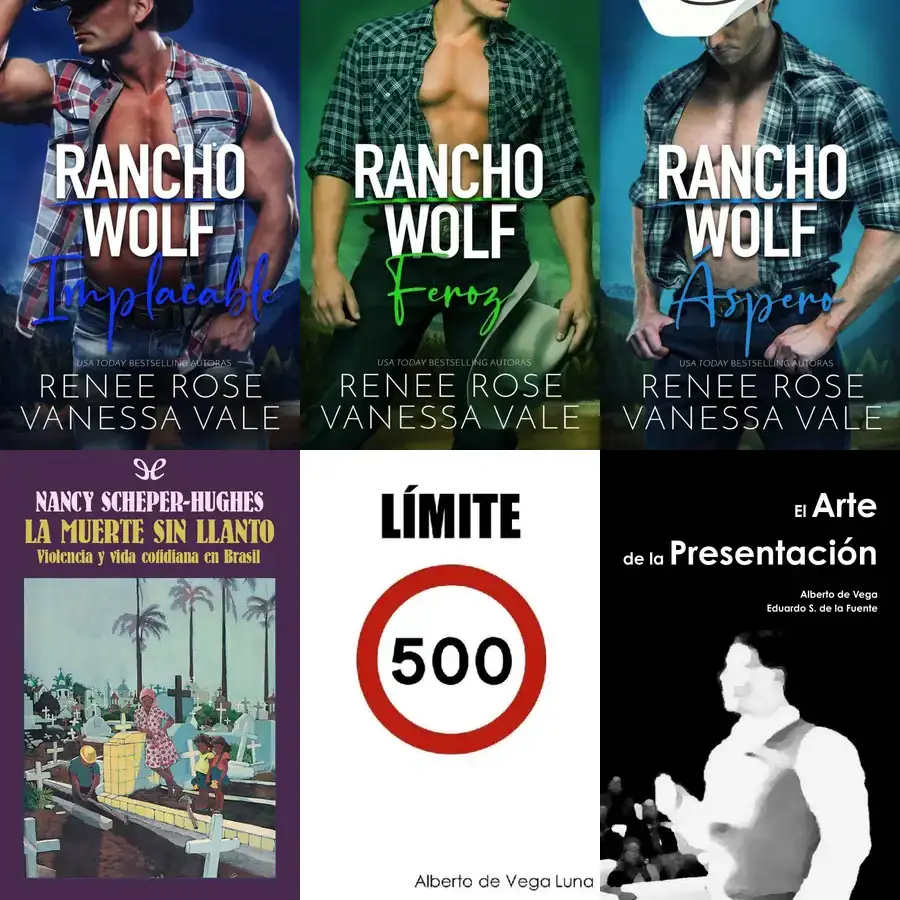 RANCHO
WOLF
Implacable
USA TODAY BESTSELLING AUTORAS
RENEE ROSE
VANESSA VALE
RANCHO
WOLF
Feroz
USA TODAY BESTSELLING AUTORAS
RENEE ROSE
VANESSA VALE
RANCHO
WOLF
Áspero
USA TODAY BESTSELLING AUTORAS
RENEE ROSE
VANESSA VALE
NANCY SCHEPER-HUGHES
LA MUERTE SIN LLANTO
Violencia y vida cotidiana en Brasil
LÍMITE
500
Alberto de Vega Luna
El Arte
de la Presentación
Alberto de Vega
Eduardo S. de la Fuente